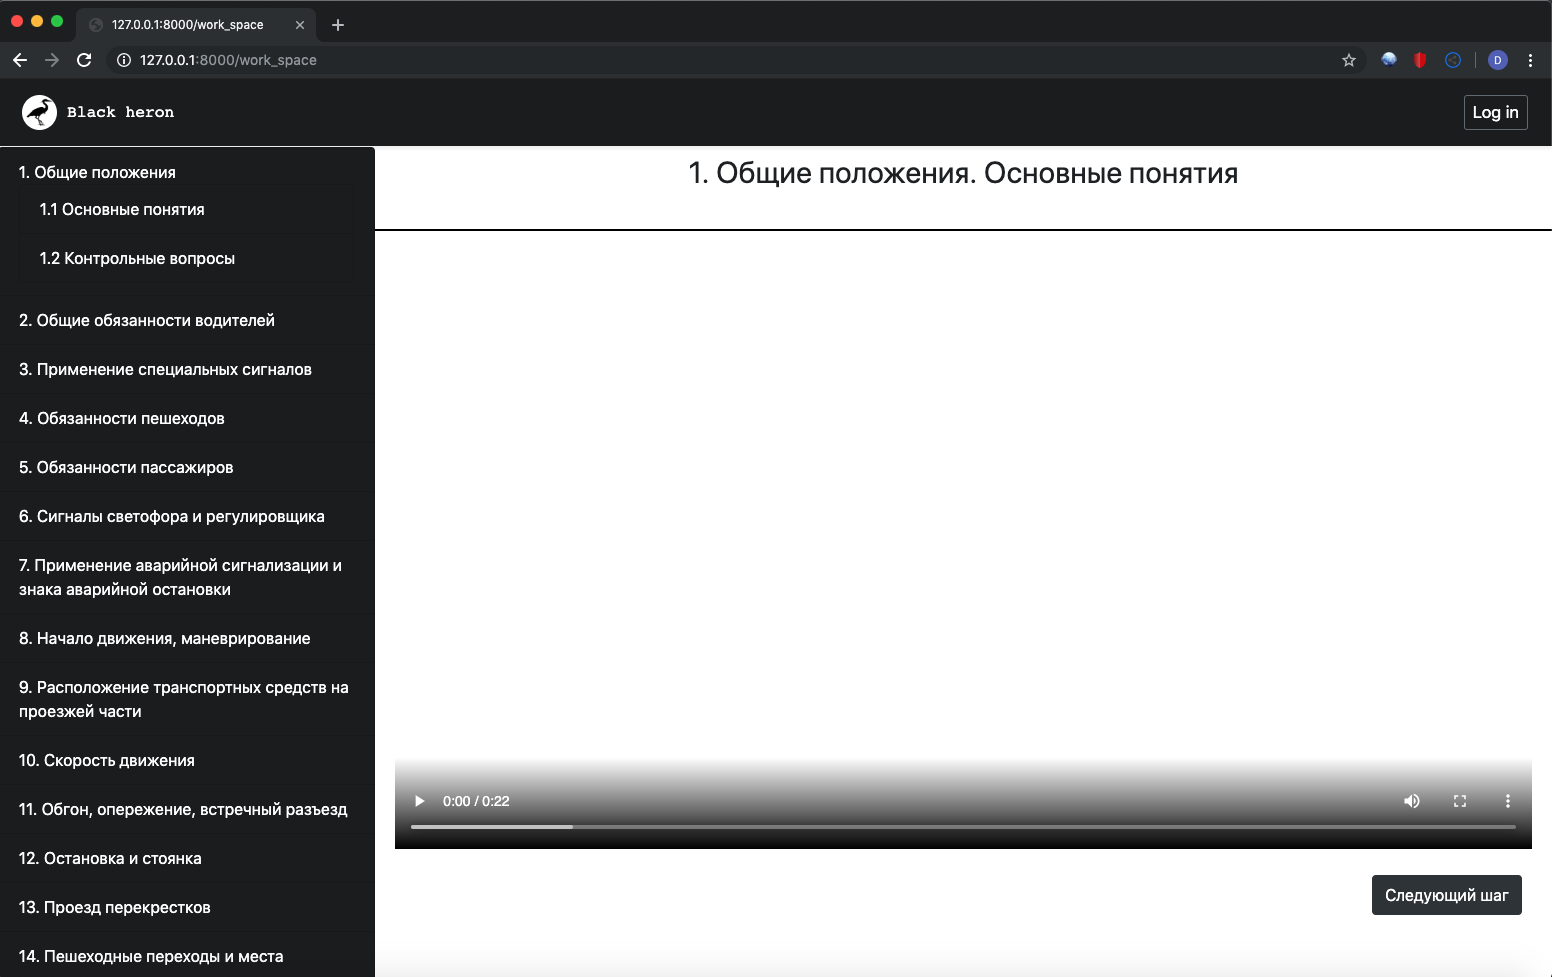 127.0.0.1:8000/work_space
127.0.0.1:8000/work_space
D
Black heron
Log in
1. Общие положения
1.1 Основные понятия
1.2 Контрольные вопросы
2. Общие обязанности водителей
3. Применение специальных сигналов
4. Обязанности пешеходов
5. Обязанности пассажиров
6. Сигналы светофора и регулировщика
7. Применение аварийной сигнализации и
знака аварийной остановки
8. Начало движения, маневрирование
9. Расположение транспортных средств на
проезжей части
10. Скорость движения
11. Обгон, опережение, встречный разъезд
12. Остановка и стоянка
13. Проезд перекрестков
14. Пешеходные переходы и места
1. Общие положения. Основные понятия
0:00 / 0:22
Следующий шаг